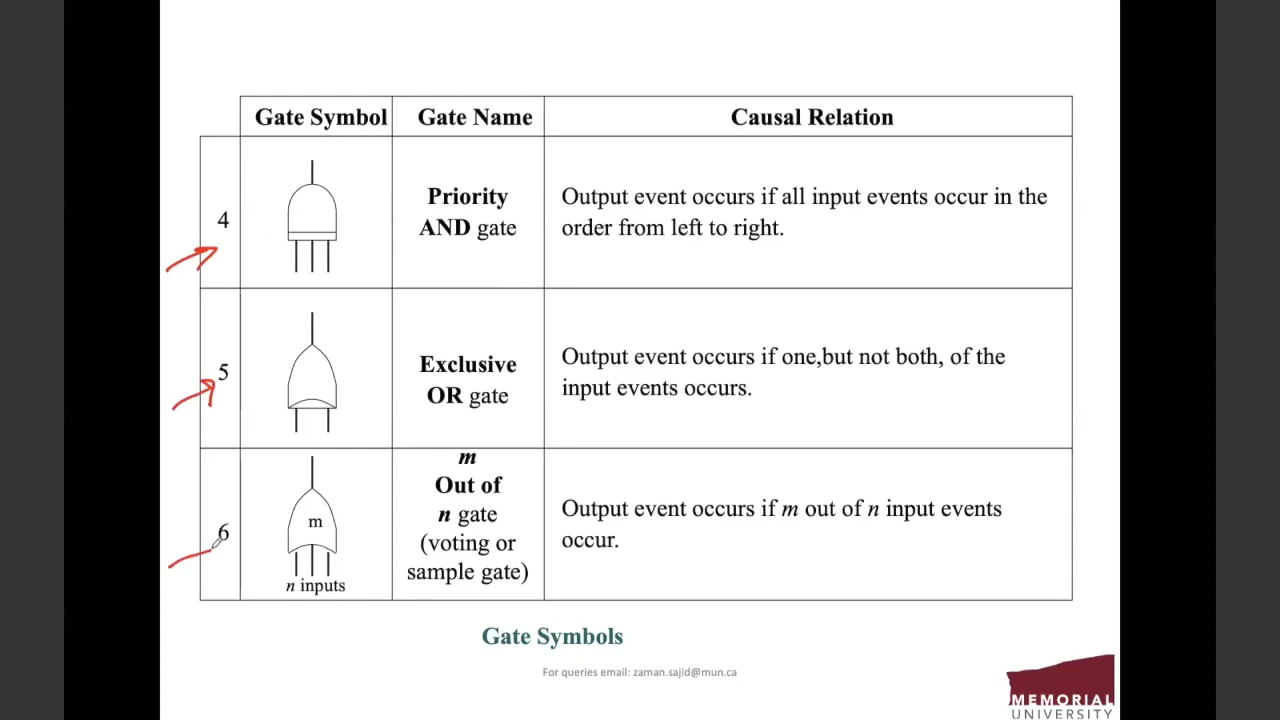 Gate Symbol Gate Name Causal Relation
4
Priority
AND gate
Output event occurs if all input events occur in the
order from left to right.
5
Exclusive
OR gate
Output event occurs if one,but not both, of the
input events occurs.
6
m
n inputs
m
Out of
n gate
(voting or
sample gate)
Output event occurs if m out of n input events
occur.
Gate Symbols
For queries email: zaman.sajid@mun.ca
MEMORIAL
UNIVERSITY